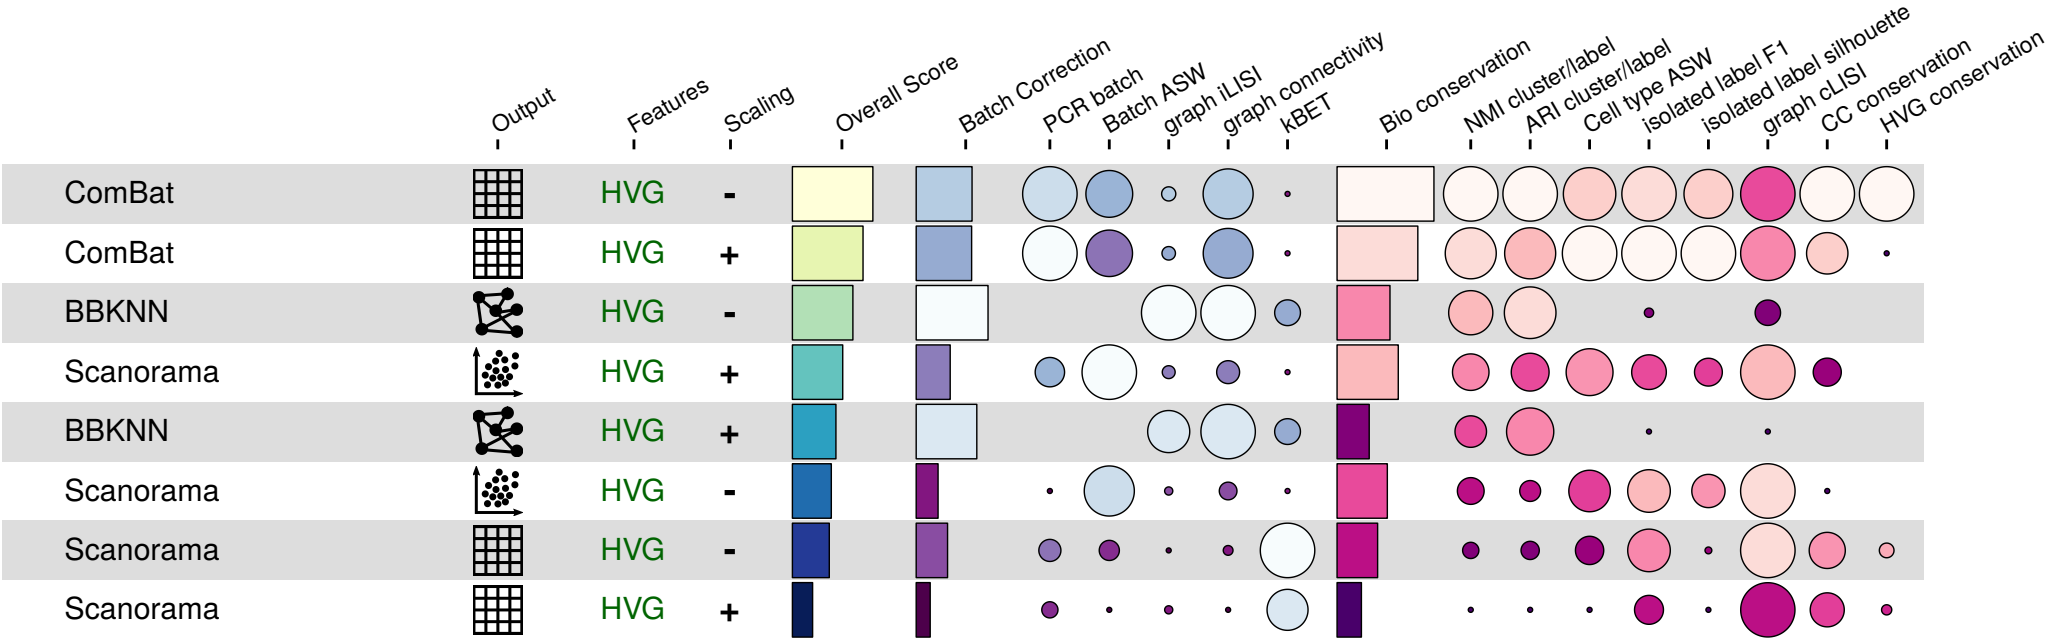 Output
Features
Scaling
Overall Score
Batch Correction
PCR batch
Batch ASW
graph iLISI
graph connectivity
kBET
Bio conservation
NMI cluster/label
ARI cluster/label
Cell type ASW
isolated label F1
isolated label silhouette
graph cLISI
CC conservation
HVG conservation
ComBat HVG -
ComBat HVG +
BBKNN HVG -
Scanorama HVG +
BBKNN HVG +
Scanorama HVG -
Scanorama HVG -
Scanorama HVG +